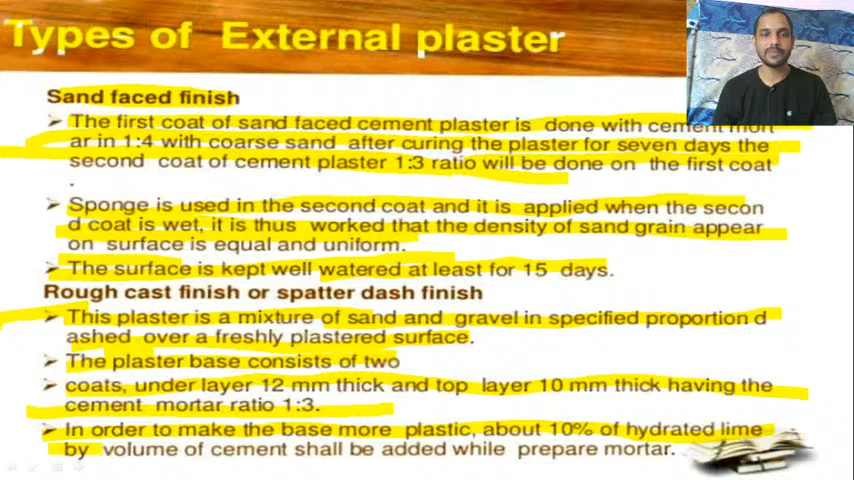 Types of External plaster
Sand faced finish
➤ The first coat of sand faced cement plaster is done with cement mort
ar in 1:4 with coarse sand after curing the plaster for seven days the
second coat of cement plaster 1:3 ratio will be done on the first coat
.
➤ Sponge is used in the second coat and it is applied when the secon
d coat is wet, it is thus worked that the density of sand grain appear
on surface is equal and uniform.
➤ The surface is kept well watered at least for 15 days.
Rough cast finish or spatter dash finish
➤ This plaster is a mixture of sand and gravel in specified proportion d
ashed over a freshly plastered surface.
➤ The plaster base consists of two
➤ coats, under layer 12 mm thick and top layer 10 mm thick having the
cement mortar ratio 1:3.
➤ In order to make the base more plastic, about 10% of hydrated lime
by volume of cement shall be added while prepare mortar.